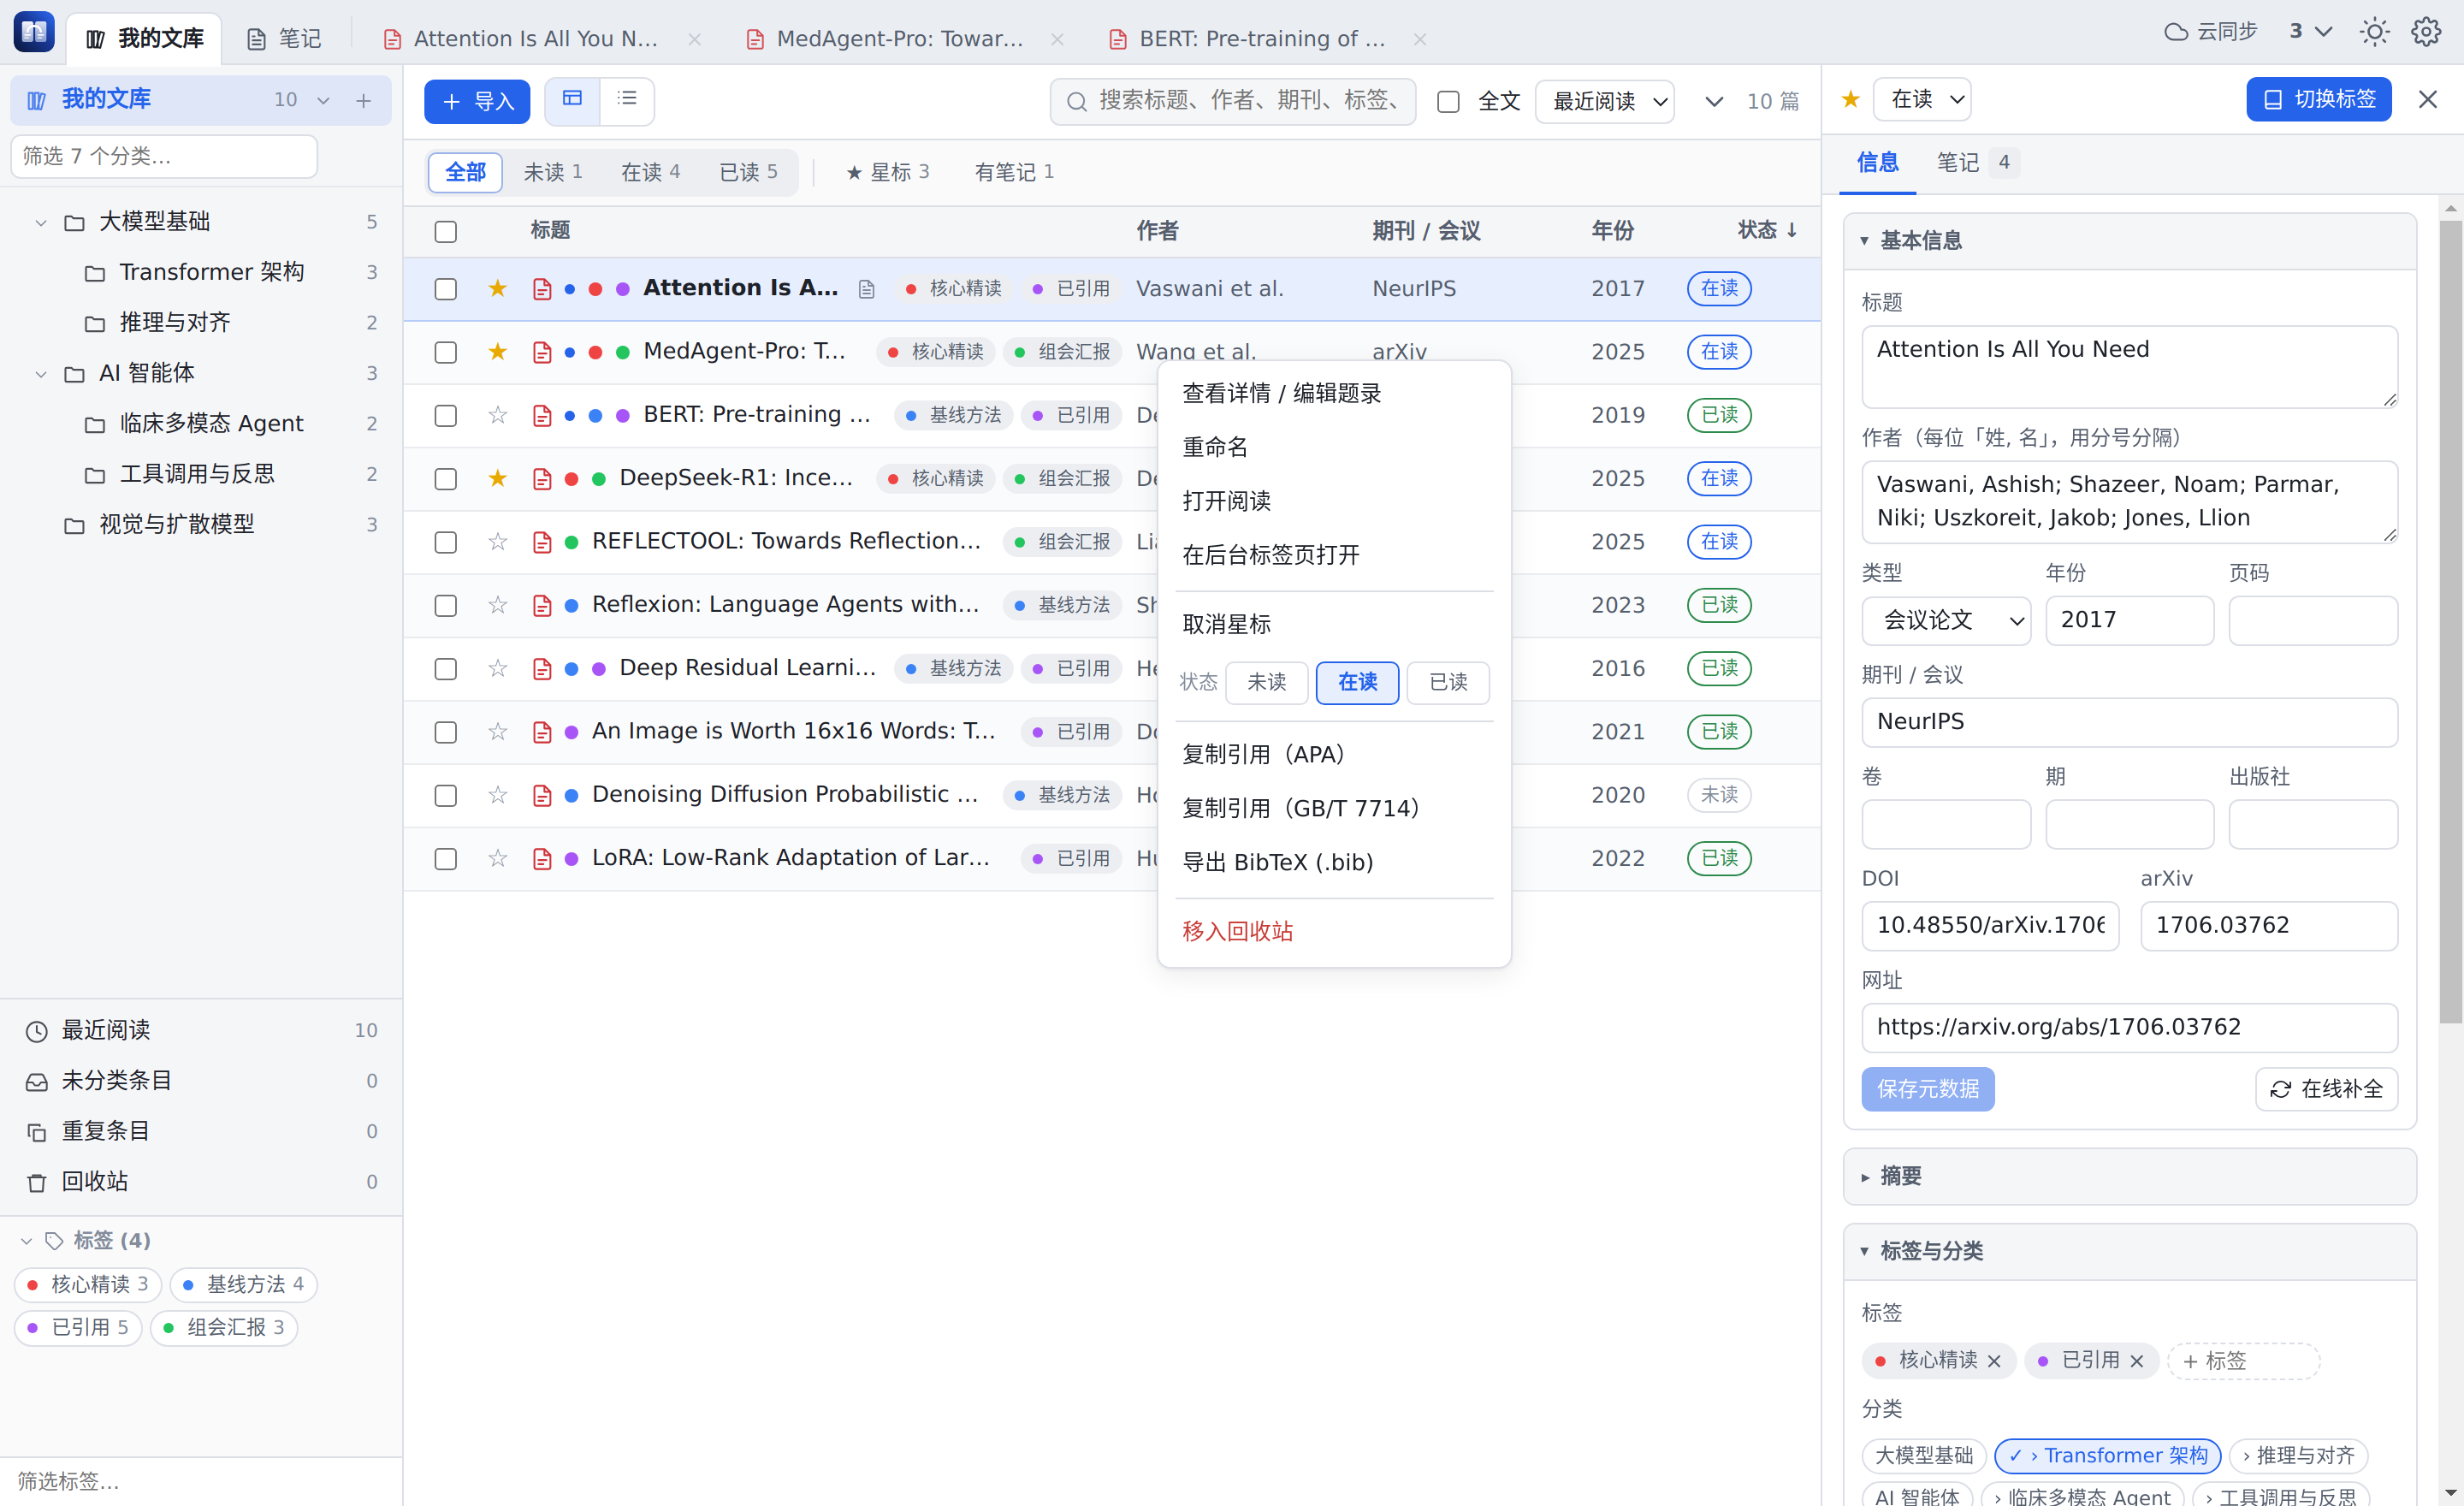 我的文库
笔记
Attention Is All You N...
MedAgent-Pro: Towar...
BERT: Pre-training of ...
云同步
3
我的文库 10
筛选 7 个分类...
大模型基础 5
Transformer 架构 3
推理与对齐 2
AI 智能体 3
临床多模态 Agent 2
工具调用与反思 2
视觉与扩散模型 3
最近阅读 10
未分类条目 0
重复条目 0
回收站 0
标签 (4)
核心精读 3 基线方法 4
已引用 5 组会汇报 3
筛选标签...
导入
搜索标题、作者、期刊、标签、
全文
最近阅读
10 篇
全部 未读 1 在读 4 已读 5 ★ 星标 3 有笔记 1
标题 作者 期刊 / 会议 年份 状态 ↓
Attention Is A... 核心精读 已引用 Vaswani et al. NeurIPS 2017 在读
MedAgent-Pro: T... 核心精读 组会汇报 Wang et al. arXiv 2025 在读
BERT: Pre-training ... 基线方法 已引用 2019 已读
DeepSeek-R1: Ince... 核心精读 组会汇报 2025 在读
REFLECTOOL: Towards Reflection... 组会汇报 2025 在读
Reflexion: Language Agents with... 基线方法 2023 已读
Deep Residual Learni... 基线方法 已引用 2016 已读
An Image is Worth 16x16 Words: T... 已引用 2021 已读
Denoising Diffusion Probabilistic ... 基线方法 2020 未读
LoRA: Low-Rank Adaptation of Lar... 已引用 2022 已读
查看详情 / 编辑题录
重命名
打开阅读
在后台标签页打开
取消星标
状态 未读 在读 已读
复制引用（APA）
复制引用（GB/T 7714）
导出 BibTeX (.bib)
移入回收站
★ 在读 切换标签
信息 笔记 4
基本信息
标题
Attention Is All You Need
作者（每位「姓, 名」，用分号分隔）
Vaswani, Ashish; Shazeer, Noam; Parmar,
Niki; Uszkoreit, Jakob; Jones, Llion
类型 年份 页码
会议论文 2017
期刊 / 会议
NeurIPS
卷 期 出版社
DOI arXiv
10.48550/arXiv.1706 1706.03762
网址
https://arxiv.org/abs/1706.03762
保存元数据 在线补全
摘要
标签与分类
标签
核心精读 已引用 + 标签
分类
大模型基础 ✓ › Transformer 架构 › 推理与对齐
AI 智能体 › 临床多模态 Agent › 工具调用与反思